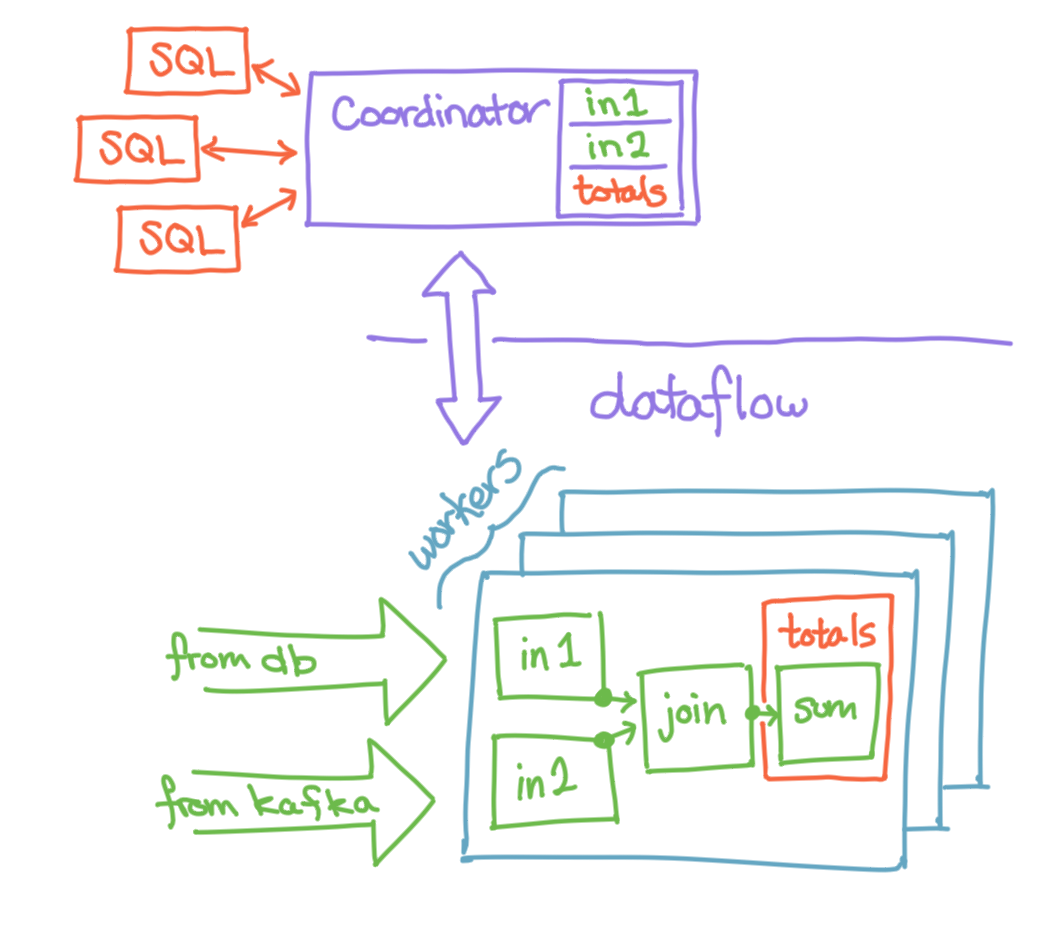 SQL
SQL
SQL
Coordinator
in1
in2
totals
dataflow
workers
from db
from kafka
in1
in2
join
totals
sum